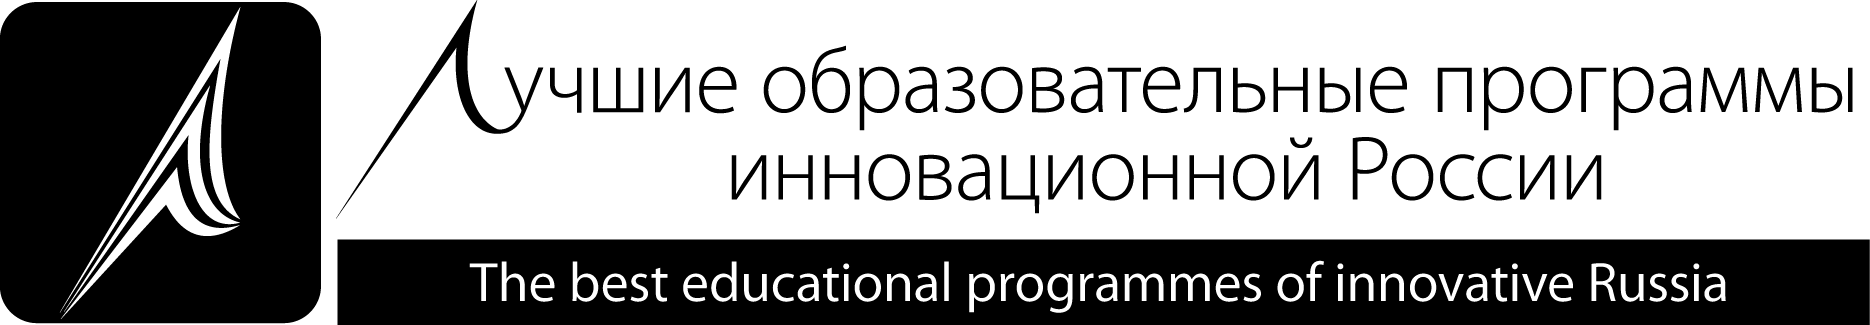 Лучшие образовательные программы
инновационной России
The best educational programmes of innovative Russia